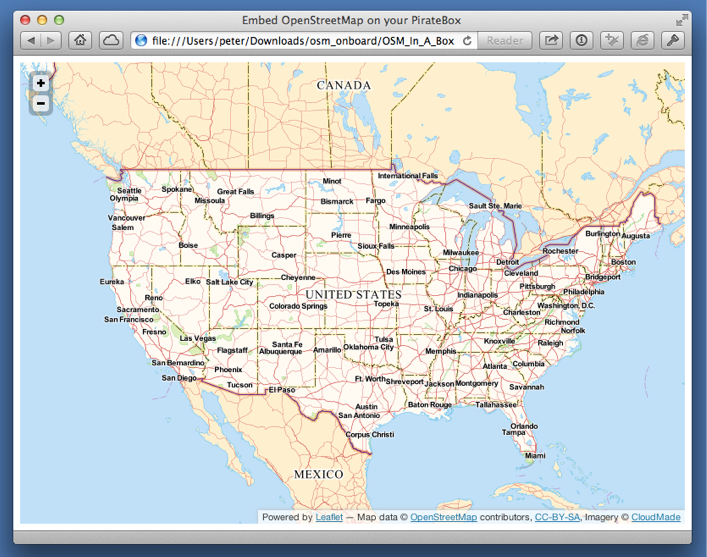 Embed OpenStreetMap on your PirateBox
file:///Users/peter/Downloads/osm_onboard/OSM_In_A_Box
Reader
+
−
CANADA
International Falls
Minot
Seattle
Spokane
Great Falls
Olympia
Missoula
Bismarck
Fargo
Sault Ste. Marie
Vancouver
Billings
Salem
Minneapolis
Burlington
Augusta
Pierre
Boise
Sioux Falls
Milwaukee
Rochester
Casper
Detroit
Boston
Chicago
Cleveland
Des Moines
Cheyenne
Bridgeport
Eureka
Elko
Salt Lake City
Pittsburgh
Philadelphia
Reno
UNITED STATES
Indianapolis
Colorado Springs
Topeka
Washington, D.C.
Sacramento
St. Louis
Charleston
San Francisco
Richmond
Fresno
Norfolk
Las Vegas
Tulsa
Knoxville
Santa Fe
Raleigh
Oklahoma City
Flagstaff
Albuquerque
Amarillo
Memphis
San Bernardino
Atlanta
Columbia
Phoenix
San Diego
Ft. Worth
Shreveport
Tucson
Jackson
Montgomery
Savannah
El Paso
Baton Rouge
Tallahassee
Austin
San Antonio
Orlando
Tampa
Corpus Christi
Miami
MEXICO
Powered by Leaflet — Map data © OpenStreetMap contributors, CC-BY-SA, Imagery © CloudMade